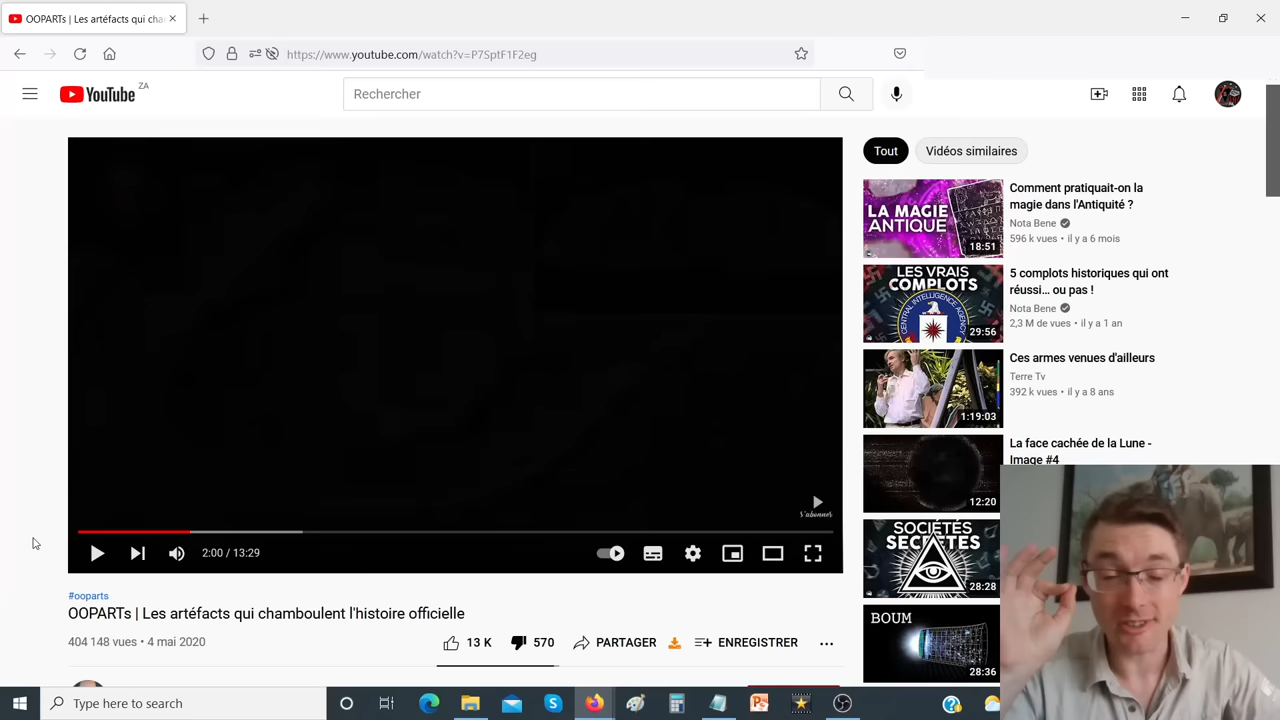 OOPARTs | Les artéfacts qui cha
https://www.youtube.com/watch?v=P7SptF1F2eg
YouTube ZA
Rechercher
Tout
Vidéos similaires
LA MAGIE
ANTIQUE
18:51
Comment pratiquait-on la
magie dans l'Antiquité ?
Nota Bene
596 k vues • il y a 6 mois
LES VRAIS
COMPLOTS
CENTRAL INTELLIGENCE AGENCY
29:56
5 complots historiques qui ont
réussi... ou pas !
Nota Bene
2,3 M de vues • il y a 1 an
1:19:03
Ces armes venues d'ailleurs
Terre Tv
392 k vues • il y a 8 ans
12:20
La face cachée de la Lune -
Image #4
SOCIÉTÉS
SECRÈTES
28:28
BOUM
28:36
S'abonner
2:00 / 13:29
#ooparts
OOPARTs | Les artéfacts qui chamboulent l'histoire officielle
404 148 vues • 4 mai 2020
13 K
570
PARTAGER
ENREGISTRER
Type here to search